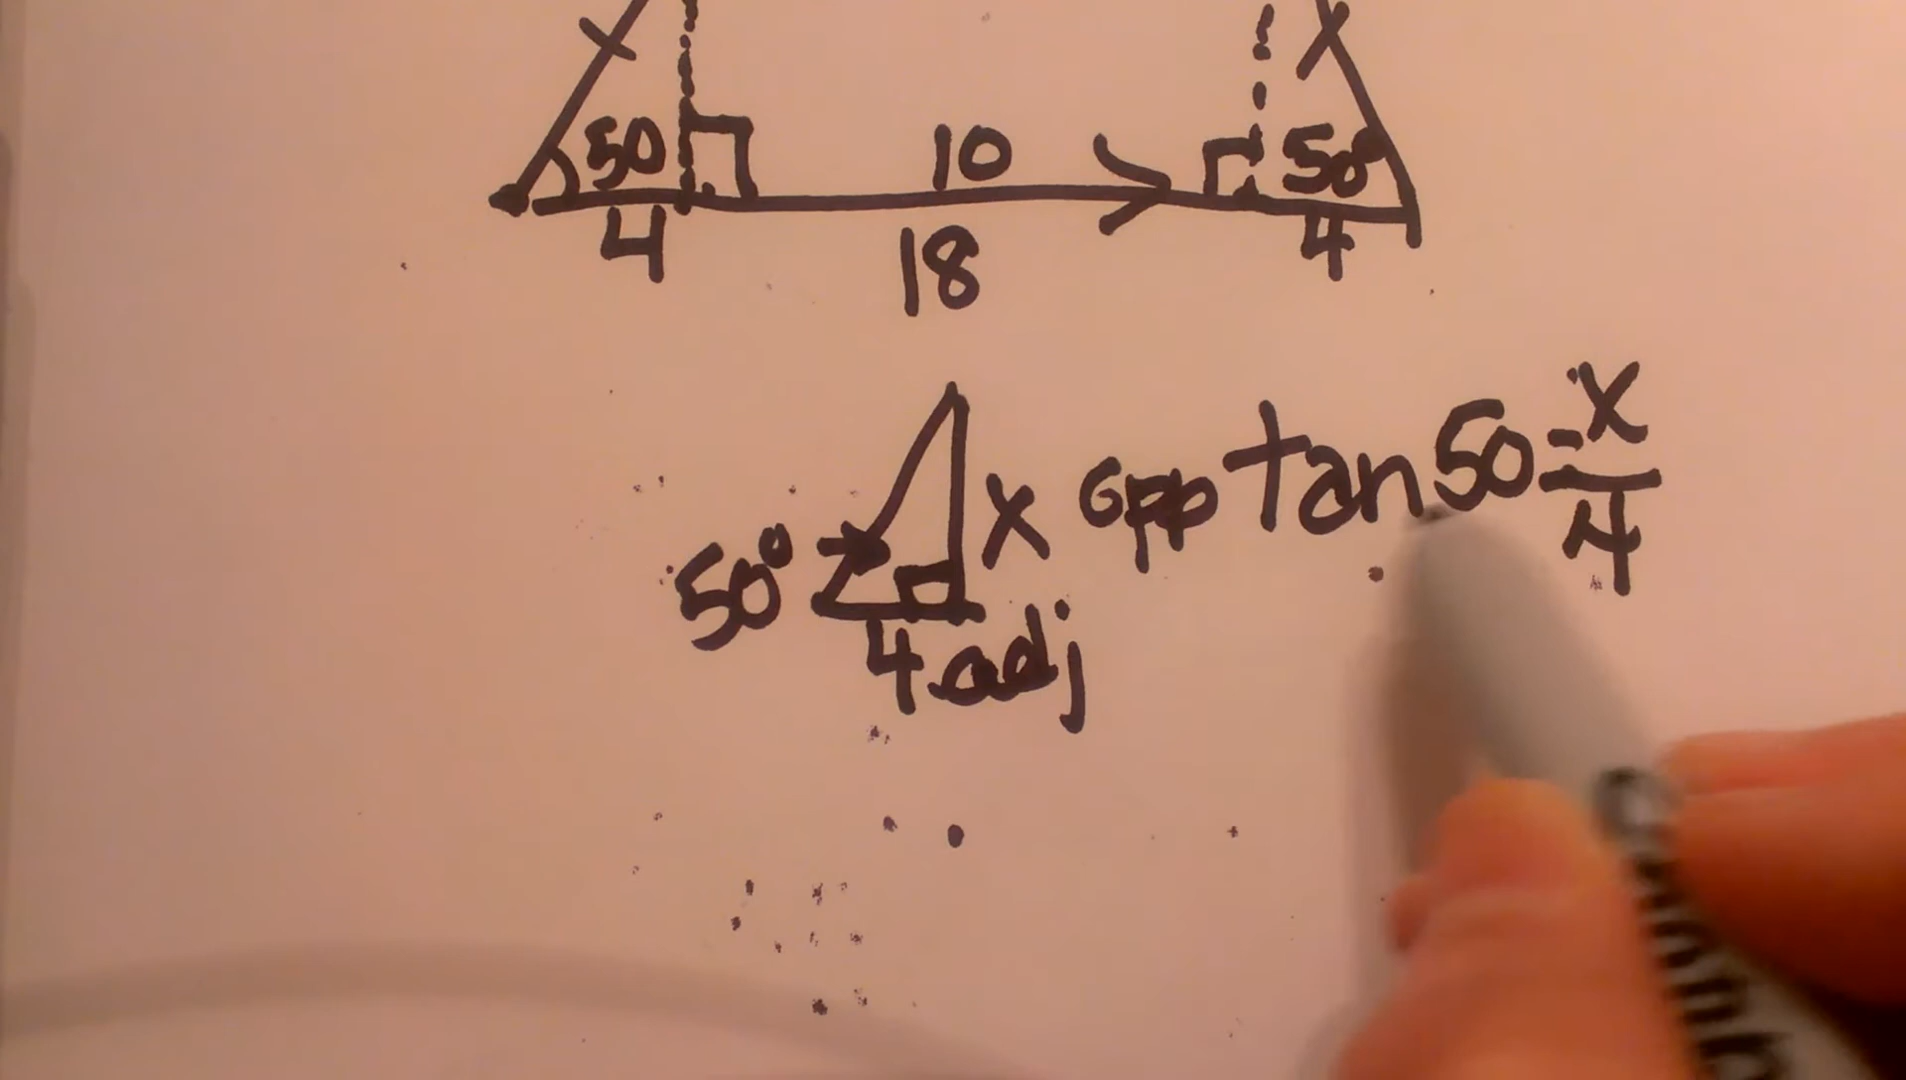 x x
50 10 50°
4 18 4
x opp tan 50 = x/4
50°
4 adj